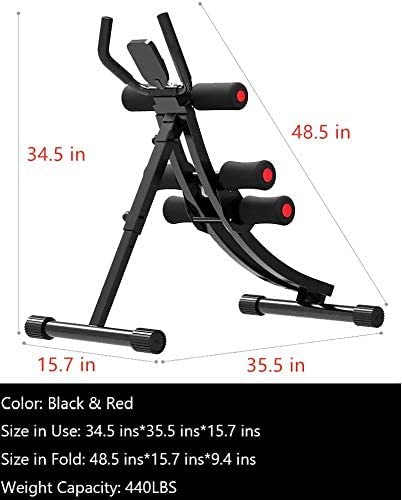 48.5 in
34.5 in
15.7 in
35.5 in
Color: Black & Red
Size in Use: 34.5 ins*35.5 ins*15.7 ins
Size in Fold: 48.5 ins*15.7 ins*9.4 ins
Weight Capacity: 440LBS